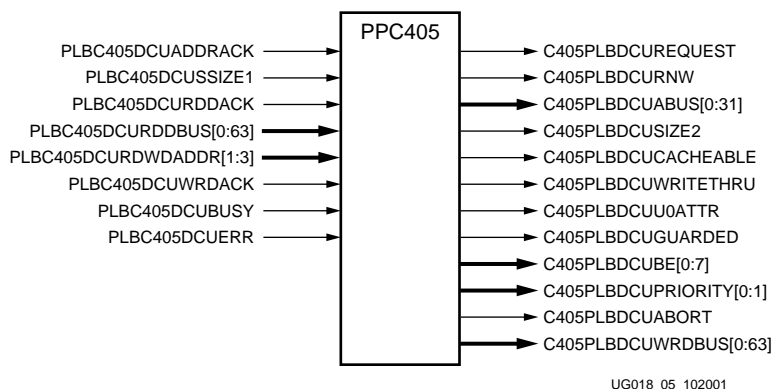 PPC405
PLBC405DCUADDRACK
PLBC405DCUSSIZE1
PLBC405DCURDDACK
PLBC405DCURDDBUS[0:63]
PLBC405DCURDWDADDR[1:3]
PLBC405DCUWRDACK
PLBC405DCUBUSY
PLBC405DCUERR
C405PLBDCUREQUEST
C405PLBDCURNW
C405PLBDCUABUS[0:31]
C405PLBDCUSIZE2
C405PLBDCUCACHEABLE
C405PLBDCUWRITETHRU
C405PLBDCUU0ATTR
C405PLBDCUGUARDED
C405PLBDCUBE[0:7]
C405PLBDCUPRIORITY[0:1]
C405PLBDCUABORT
C405PLBDCUWRDBUS[0:63]
UG018_05_102001